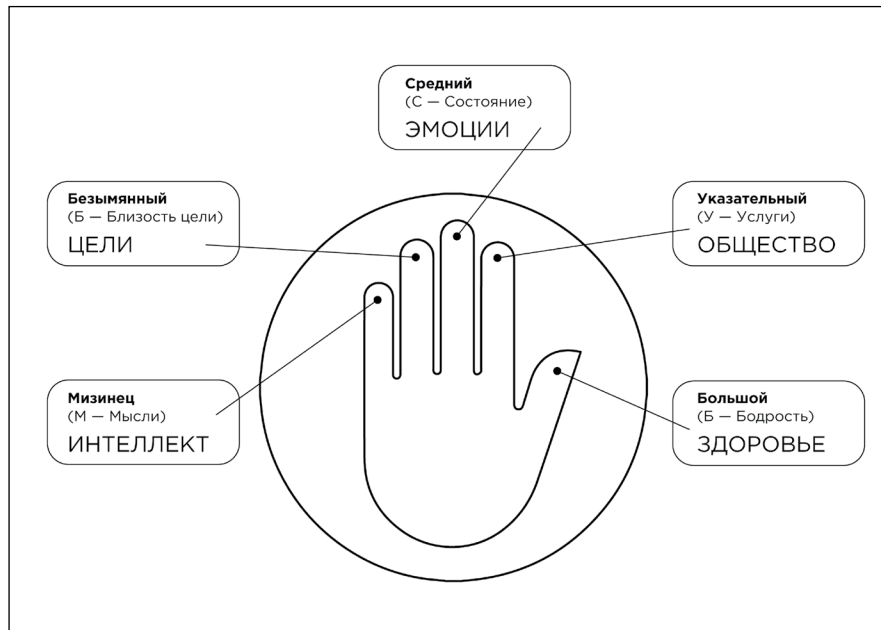 Средний
(С — Состояние)
ЭМОЦИИ
Безымянный
(Б — Близость цели)
ЦЕЛИ
Указательный
(У — Услуги)
ОБЩЕСТВО
Мизинец
(М — Мысли)
ИНТЕЛЛЕКТ
Большой
(Б — Бодрость)
ЗДОРОВЬЕ